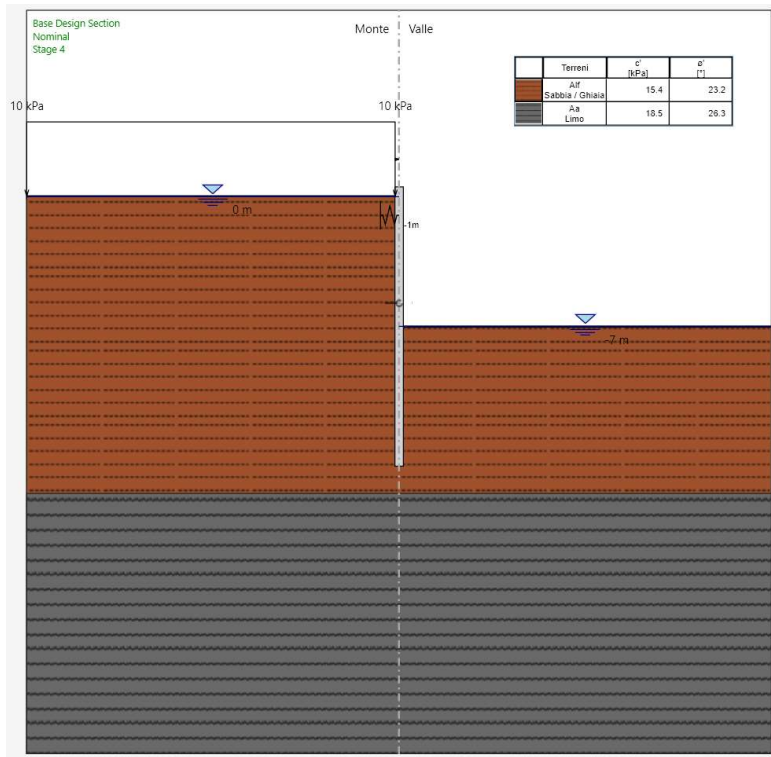 Base Design Section
Nominal
Stage 4
Monte
Valle
Terreni
c'
[kPa]
ø'
[°]
Alf
Sabbia / Ghiaia
15.4
23.2
Aa
Limo
18.5
26.3
10 kPa
10 kPa
0 m
-1m
-7 m